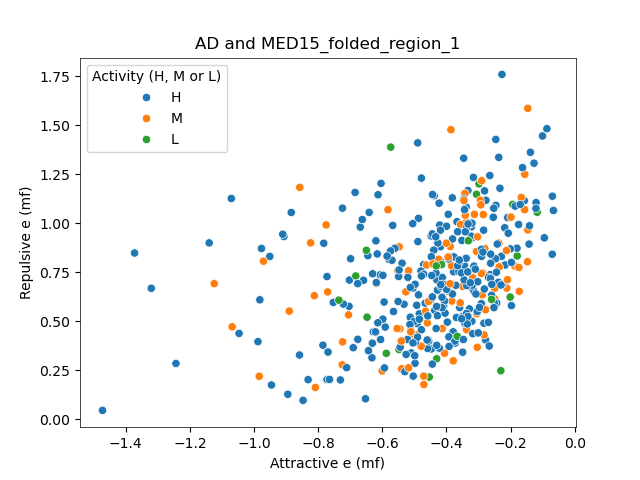 AD and MED15_folded_region_1
Activity (H, M or L)
H
M
L
Repulsive e (mf)
1.75
1.50
1.25
1.00
0.75
0.50
0.25
0.00
−1.4 −1.2 −1.0 −0.8 −0.6 −0.4 −0.2 0.0
Attractive e (mf)